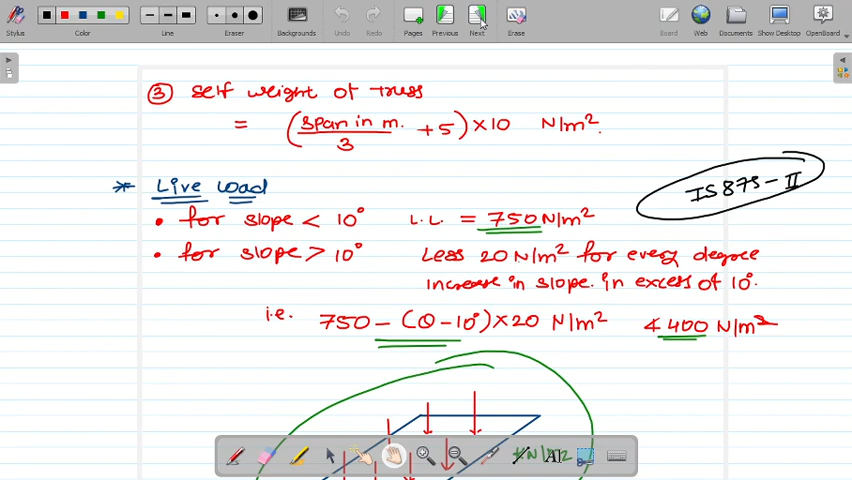 Stylus Color Line Eraser Backgrounds Undo Redo Pages Previous Next Erase Board Web Documents Show Desktop OpenBoard
③ self weight of truss
= (span in m. / 3 + 5) × 10 N/m².
* Live Load
IS 875 - II
• for slope < 10° L.L. = 750 N/m²
• for slope > 10° Less 20 N/m² for every degree
increase in slope. in excess of 10°.
i.e. 750 - (θ - 10°) × 20 N/m² ≮ 400 N/m²